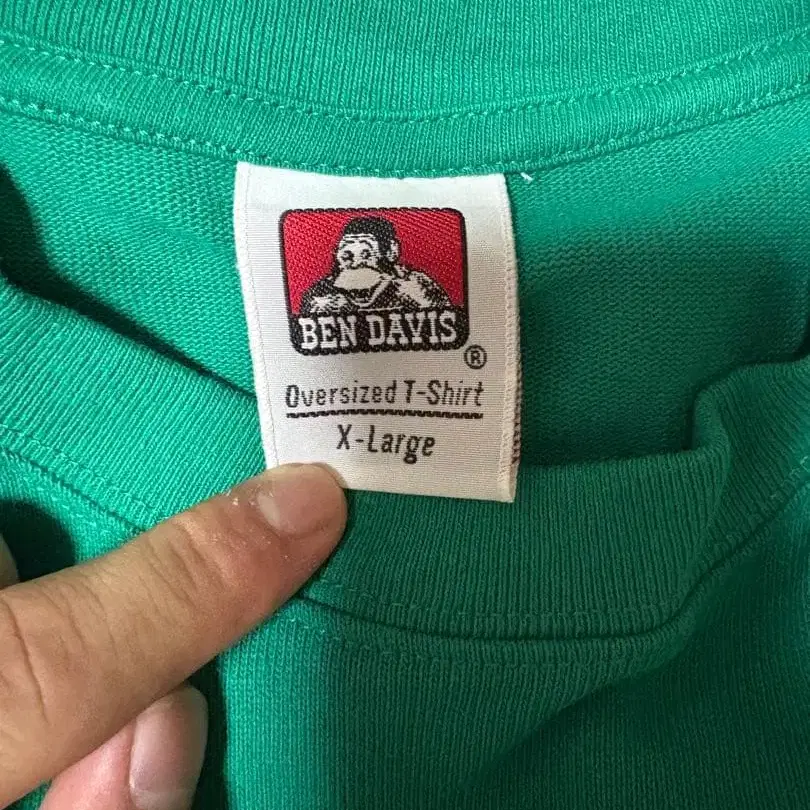 BEN DAVIS
®
Oversized T-Shirt
X-Large